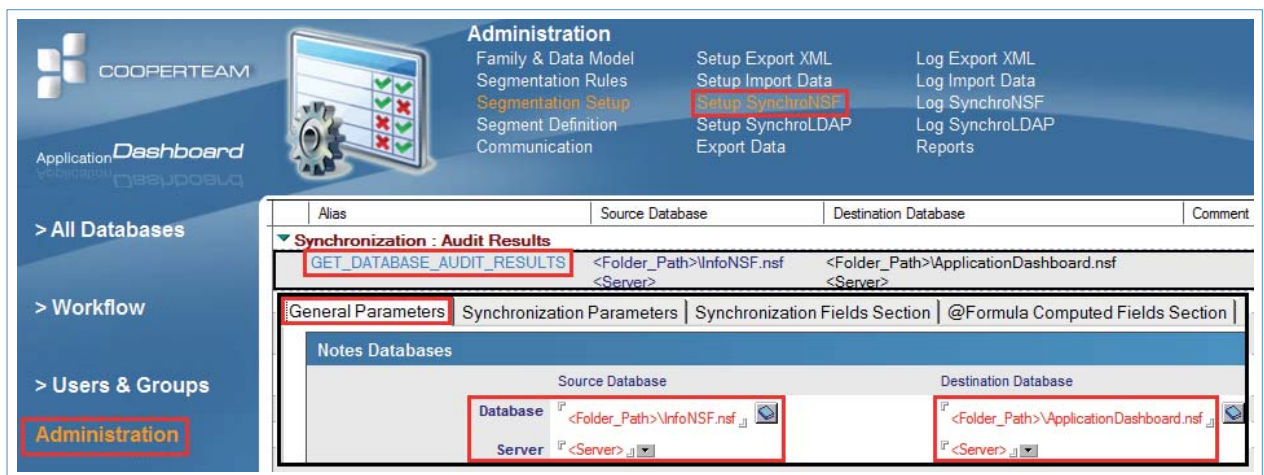 COOPERTEAM
Application Dashboard
Administration
Family & Data Model
Segmentation Rules
Segmentation Setup
Segment Definition
Communication
Setup Export XML
Setup Import Data
Setup SynchroNSF
Setup SynchroLDAP
Export Data
Log Export XML
Log Import Data
Log SynchroNSF
Log SynchroLDAP
Reports
> All Databases
> Workflow
> Users & Groups
Administration
Alias Source Database Destination Database Comment
Synchronization : Audit Results
GET_DATABASE_AUDIT_RESULTS <Folder_Path>\InfoNSF.nsf <Folder_Path>\ApplicationDashboard.nsf
<Server> <Server>
General Parameters Synchronization Parameters Synchronization Fields Section @Formula Computed Fields Section
Notes Databases
Source Database Destination Database
Database <Folder_Path>\InfoNSF.nsf <Folder_Path>\ApplicationDashboard.nsf
Server <Server> <Server>